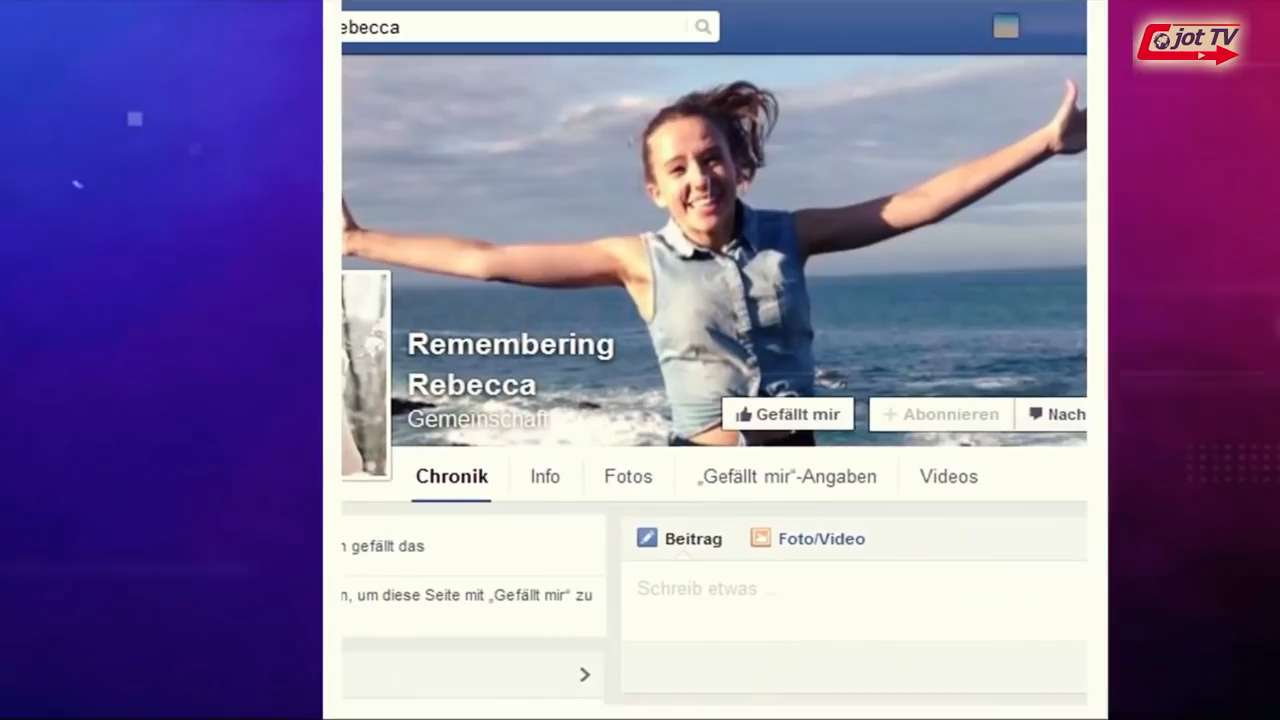 ebecca
jot TV
Remembering
Rebecca
Gemeinschaft
Gefällt mir
+ Abonnieren
Nach
Chronik
Info
Fotos
„Gefällt mir“-Angaben
Videos
gefällt das
Beitrag
Foto/Video
Schreib etwas ...
n, um diese Seite mit „Gefällt mir“ zu